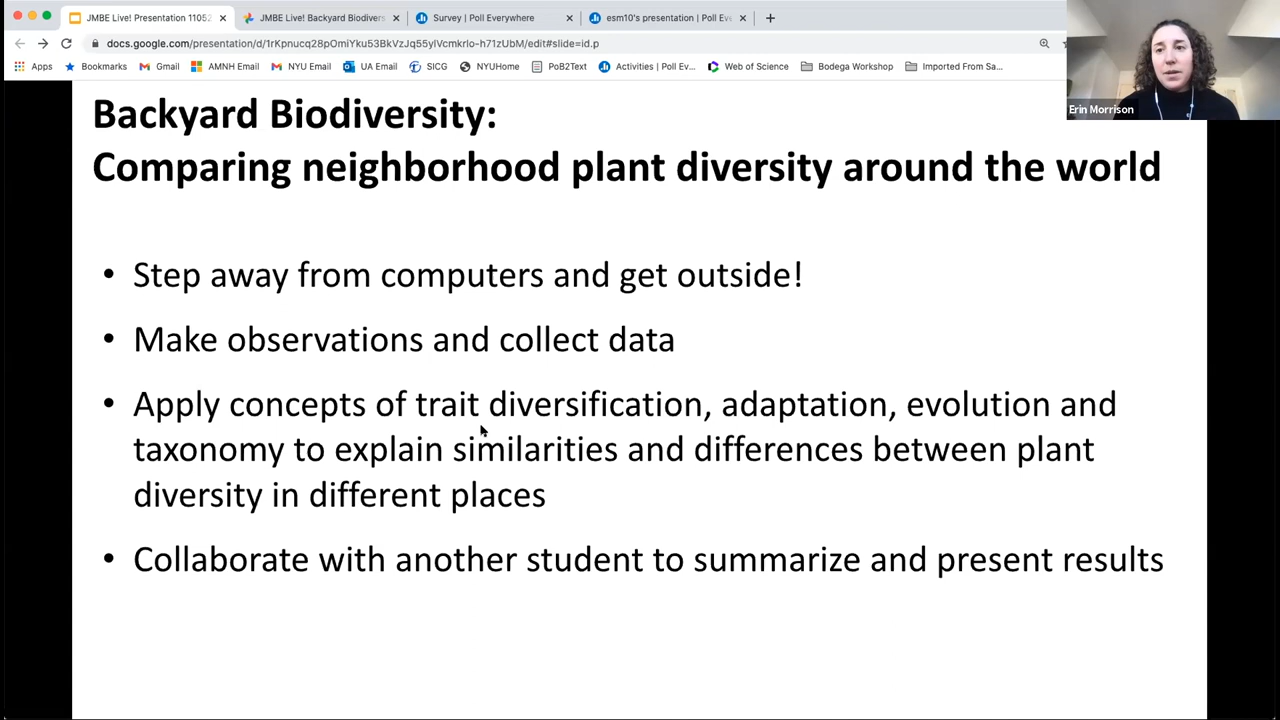 JMBE Live! Presentation 11052
JMBE Live! Backyard Biodivers
Survey | Poll Everywhere
esm10's presentation | Poll Ev
docs.google.com/presentation/d/1rKpnucq28pOmiYku53BkVzJq55ylVcmkrlo-h71zUbM/edit#slide=id.p
Apps
Bookmarks
Gmail
AMNH Email
NYU Email
UA Email
SICG
NYUHome
PoB2Text
Activities | Poll Ev...
Web of Science
Bodega Workshop
Imported From Sa...
Erin Morrison
Backyard Biodiversity:
Comparing neighborhood plant diversity around the world
• Step away from computers and get outside!
• Make observations and collect data
• Apply concepts of trait diversification, adaptation, evolution and
taxonomy to explain similarities and differences between plant
diversity in different places
• Collaborate with another student to summarize and present results